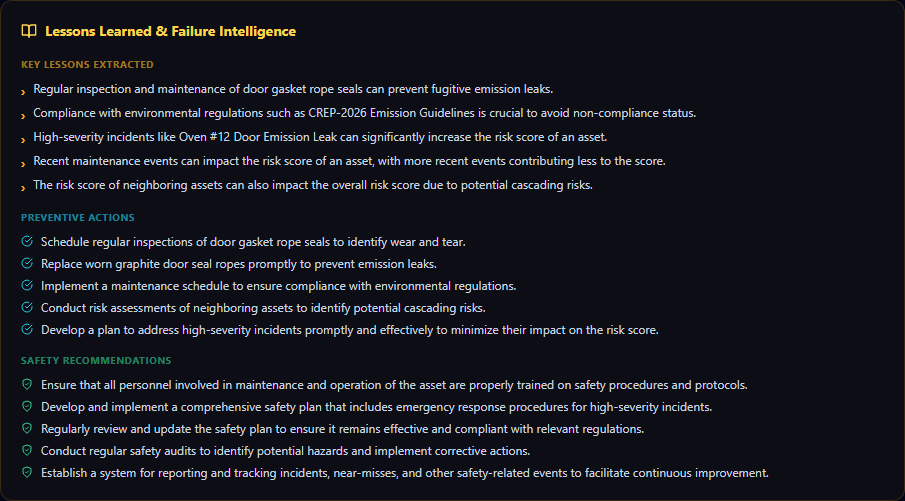 Lessons Learned & Failure Intelligence
KEY LESSONS EXTRACTED
Regular inspection and maintenance of door gasket rope seals can prevent fugitive emission leaks.
Compliance with environmental regulations such as CREP-2026 Emission Guidelines is crucial to avoid non-compliance status.
High-severity incidents like Oven #12 Door Emission Leak can significantly increase the risk score of an asset.
Recent maintenance events can impact the risk score of an asset, with more recent events contributing less to the score.
The risk score of neighboring assets can also impact the overall risk score due to potential cascading risks.
PREVENTIVE ACTIONS
Schedule regular inspections of door gasket rope seals to identify wear and tear.
Replace worn graphite door seal ropes promptly to prevent emission leaks.
Implement a maintenance schedule to ensure compliance with environmental regulations.
Conduct risk assessments of neighboring assets to identify potential cascading risks.
Develop a plan to address high-severity incidents promptly and effectively to minimize their impact on the risk score.
SAFETY RECOMMENDATIONS
Ensure that all personnel involved in maintenance and operation of the asset are properly trained on safety procedures and protocols.
Develop and implement a comprehensive safety plan that includes emergency response procedures for high-severity incidents.
Regularly review and update the safety plan to ensure it remains effective and compliant with relevant regulations.
Conduct regular safety audits to identify potential hazards and implement corrective actions.
Establish a system for reporting and tracking incidents, near-misses, and other safety-related events to facilitate continuous improvement.